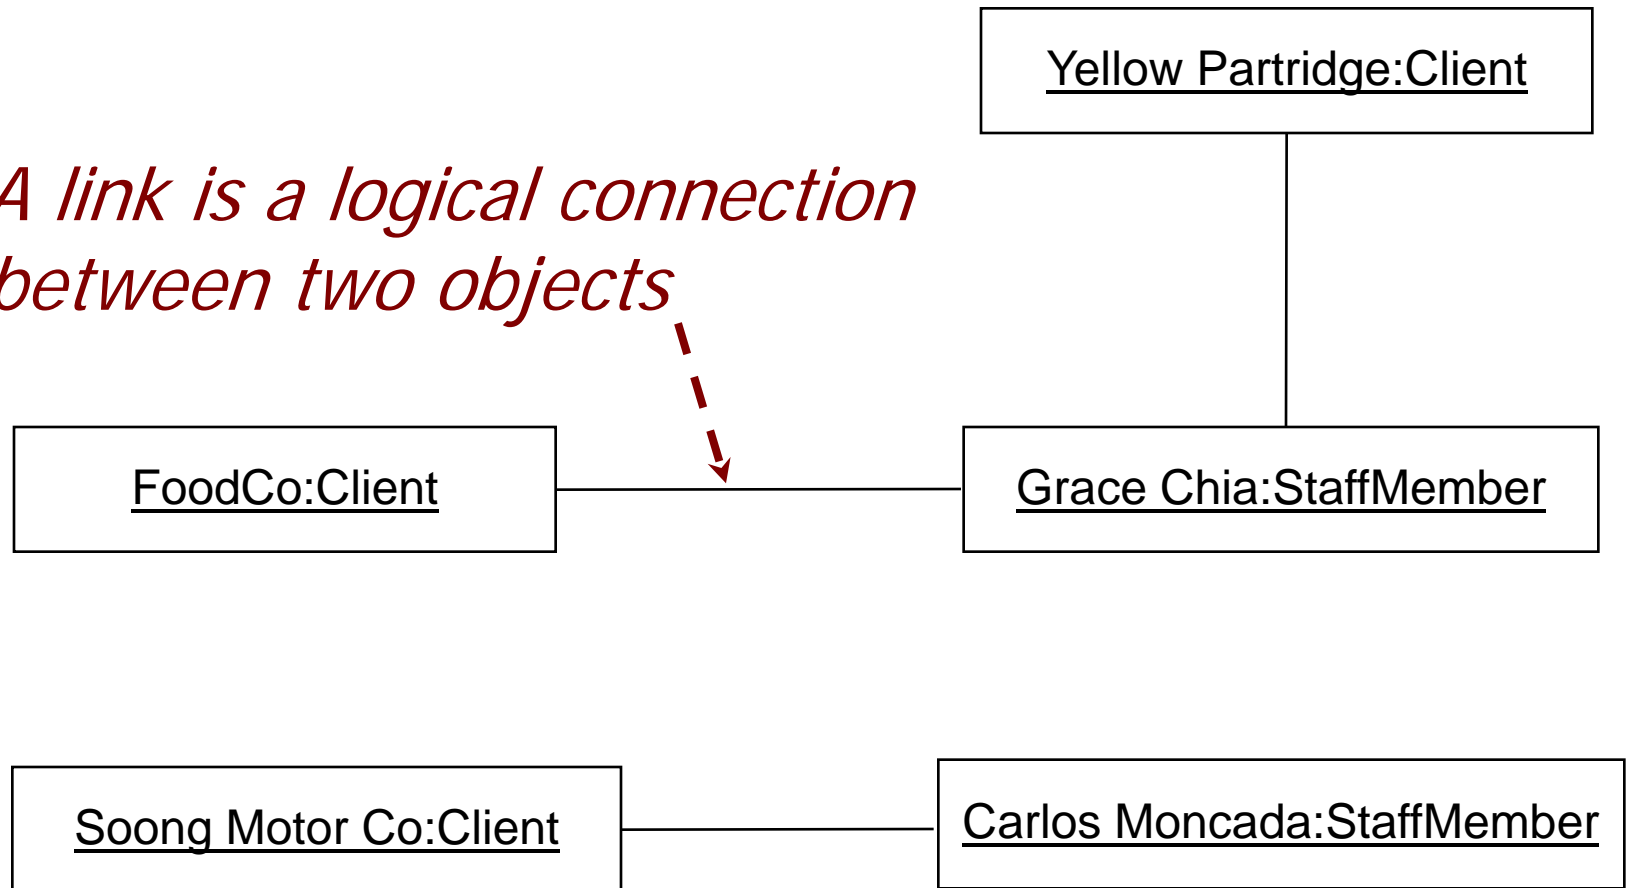 Yellow Partridge:Client
A link is a logical connection
between two objects
FoodCo:Client
Grace Chia:StaffMember
Soong Motor Co:Client
Carlos Moncada:StaffMember